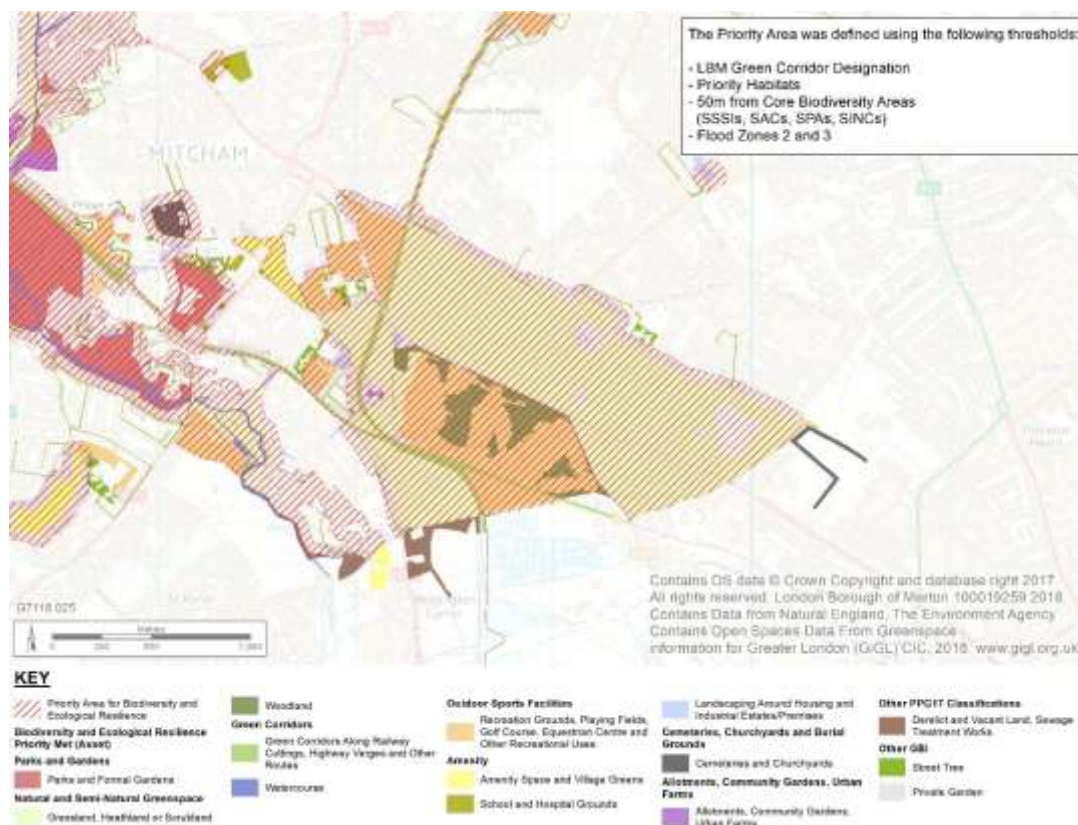 The Priority Area was defined using the following thresholds:
- LBM Green Corridor Designation
- Priority Habitats
- 50m from Core Biodiversity Areas
(SSSIs, SACs, SPAs, SINCs)
- Flood Zones 2 and 3
MITCHAM
Contains OS data © Crown Copyright and database right 2017
All rights reserved. London Borough of Merton 100019259 2018
Contains Data from Natural England, The Environment Agency
Contains Open Spaces Data From Greenspace
information for Greater London (GiGL) CIC, 2016. www.gigl.org.uk
G7118.025
Metres
0
KEY
Priority Area for Biodiversity and
Ecological Resilience
Biodiversity and Ecological Resilience
Priority Met (Asset)
Parks and Gardens
Parks and Formal Gardens
Natural and Semi-Natural Greenspace
Grassland, Heathland or Scrubland
Woodland
Green Corridors
Green Corridors Along Railway
Cuttings, Highway Verges and Other
Routes
Watercourse
Outdoor Sports Facilities
Recreation Grounds, Playing Fields,
Golf Course, Equestrian Centre and
Other Recreational Uses
Amenity
Amenity Space and Village Greens
School and Hospital Grounds
Landscaping Around Housing and
Industrial Estates/Premises
Cemeteries, Churchyards and Burial
Grounds
Cemeteries and Churchyards
Allotments, Community Gardens, Urban
Farms
Allotments, Community Gardens,
Urban Farms
Other PPG17 Classifications
Derelict and Vacant Land, Sewage
Treatment Works
Other GBI
Street Tree
Private Garden